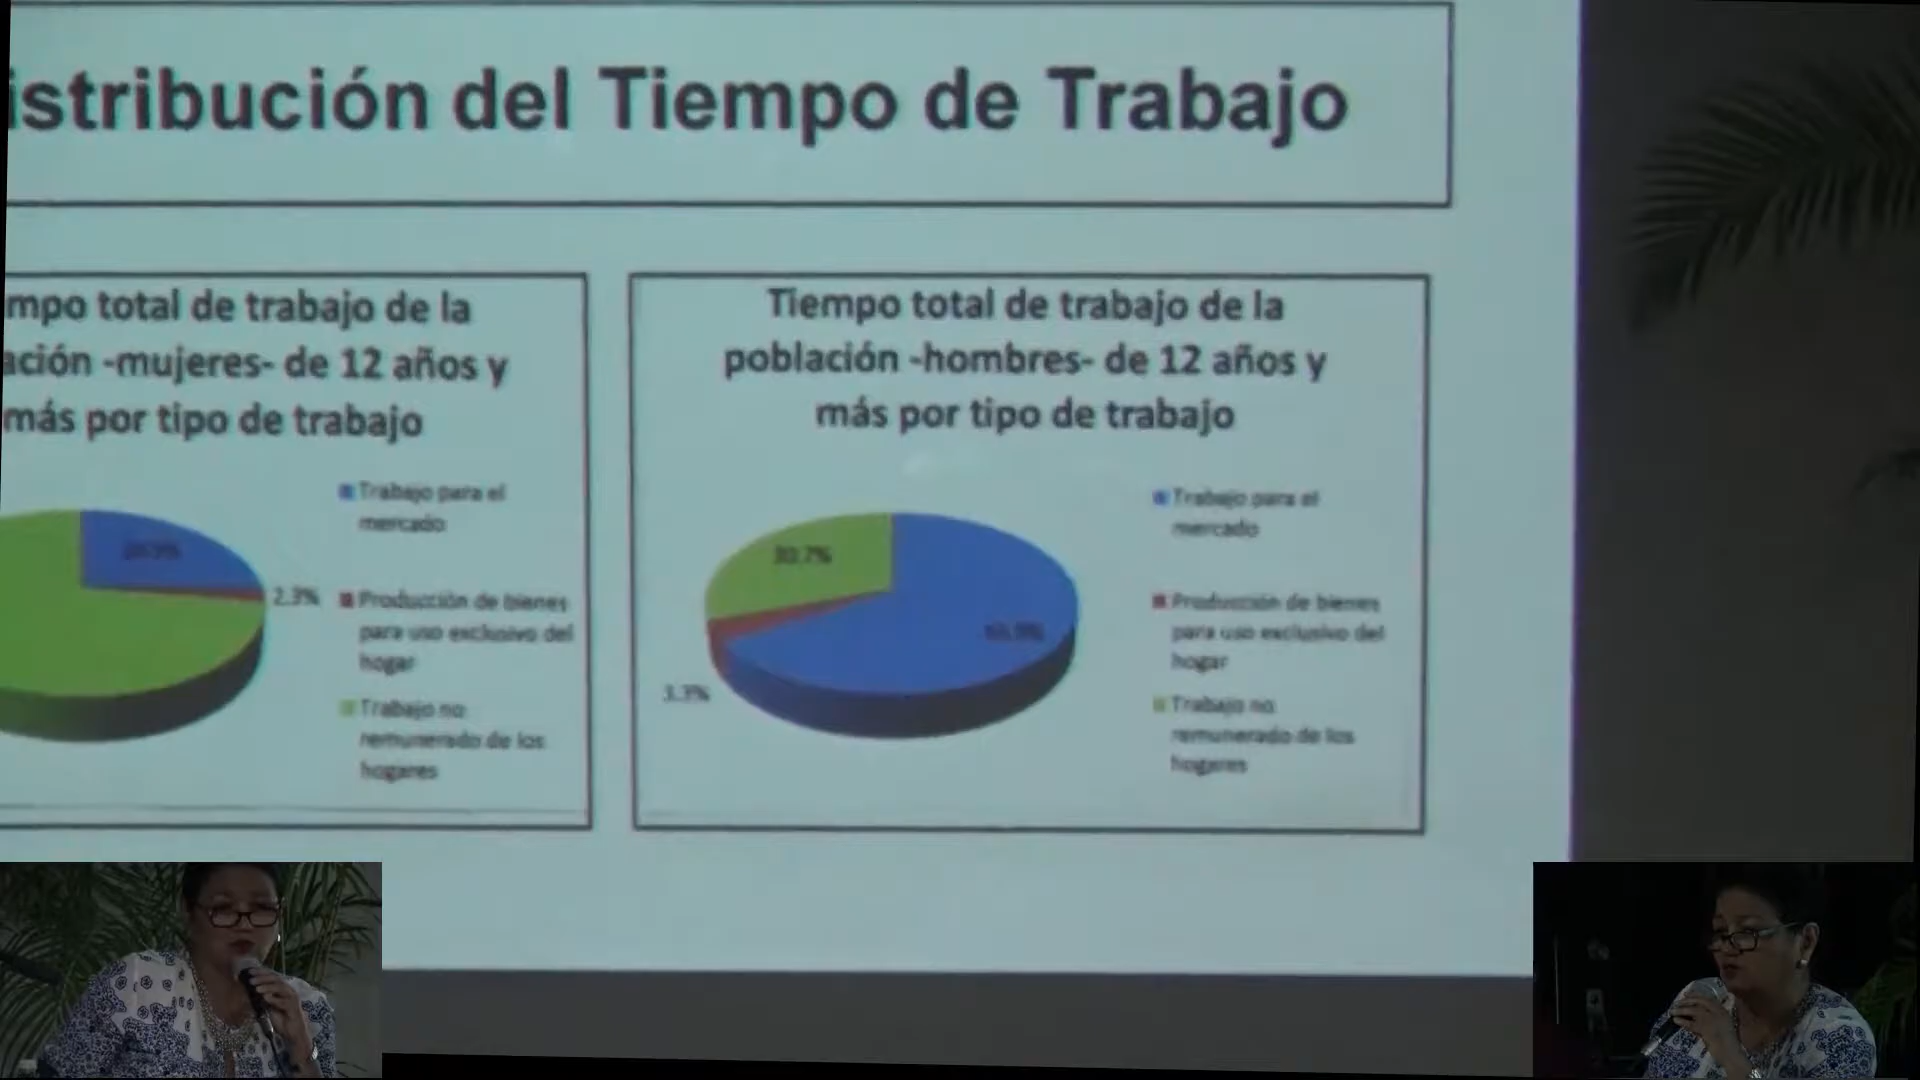 istribución del Tiempo de Trabajo
mpo total de trabajo de la
ación -mujeres- de 12 años y
más por tipo de trabajo
Trabajo para el
mercado
2.3%
Producción de bienes
para uso exclusivo del
hogar
Trabajo no
remunerado de los
hogares
Tiempo total de trabajo de la
población -hombres- de 12 años y
más por tipo de trabajo
30.7%
3.3%
Trabajo para el
mercado
Producción de bienes
para uso exclusivo del
hogar
Trabajo no
remunerado de los
hogares